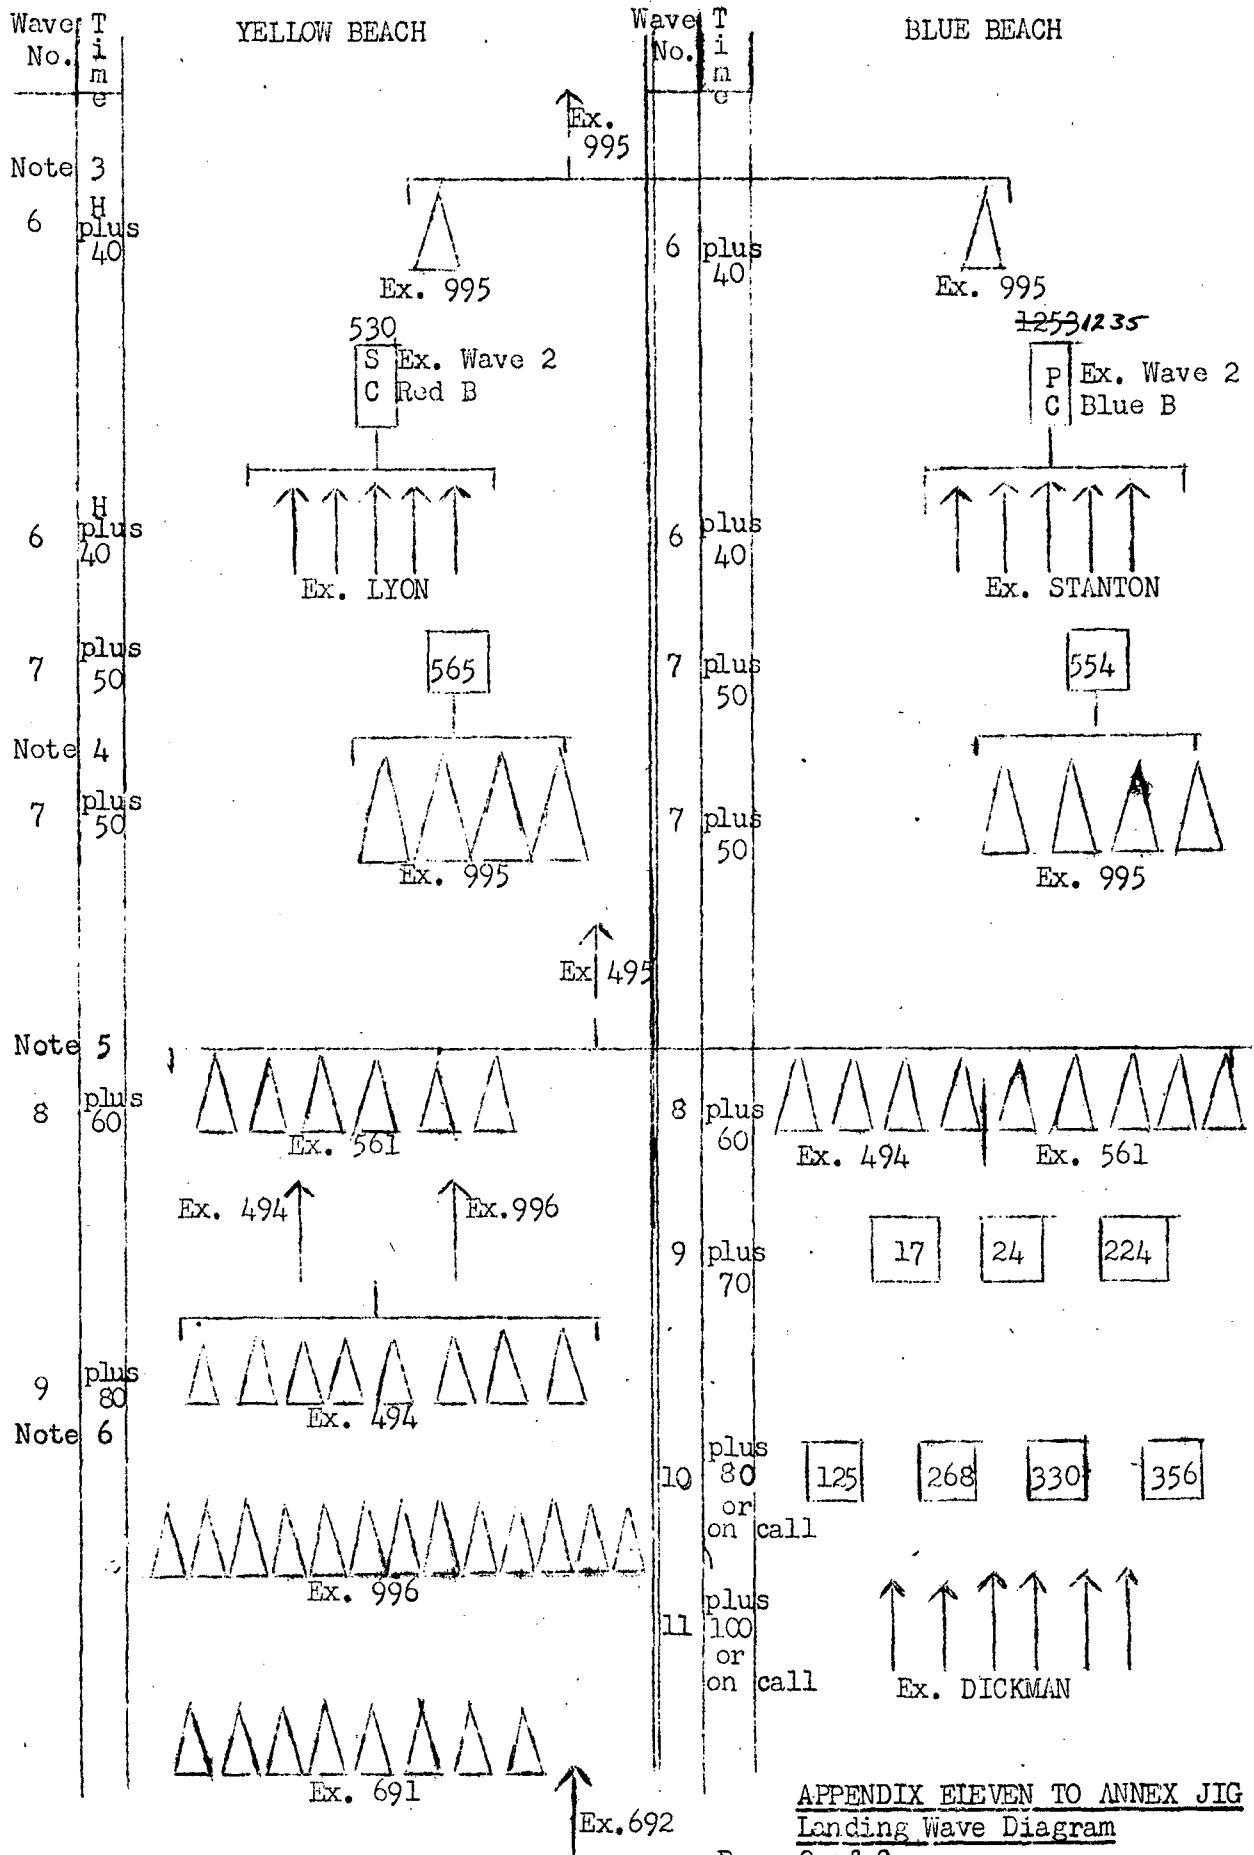 Wave No. Time YELLOW BEACH Wave No. Time BLUE BEACH
Ex. 995
Note 3
6 H plus 40 Ex. 995
6 plus 40 Ex. 995
530
S C Ex. Wave 2 Red B
1253 1235
P C Ex. Wave 2 Blue B
6 H plus 40 Ex. LYON
6 plus 40 Ex. STANTON
7 plus 50 565
7 plus 50 554
Note 4
7 plus 50 Ex. 995
7 plus 50 Ex. 995
Ex 495
Note 5
8 plus 60 Ex. 561
8 plus 60 Ex. 494 Ex. 561
Ex. 494 Ex.996
9 plus 70 17 24 224
9 plus 80 Ex. 494
Note 6
10 plus 80 or on call 125 268 330 356
Ex. 996
11 plus 100 or on call Ex. DICKMAN
Ex. 691
Ex.692
APPENDIX ELEVEN TO ANNEX JIG
Landing Wave Diagram